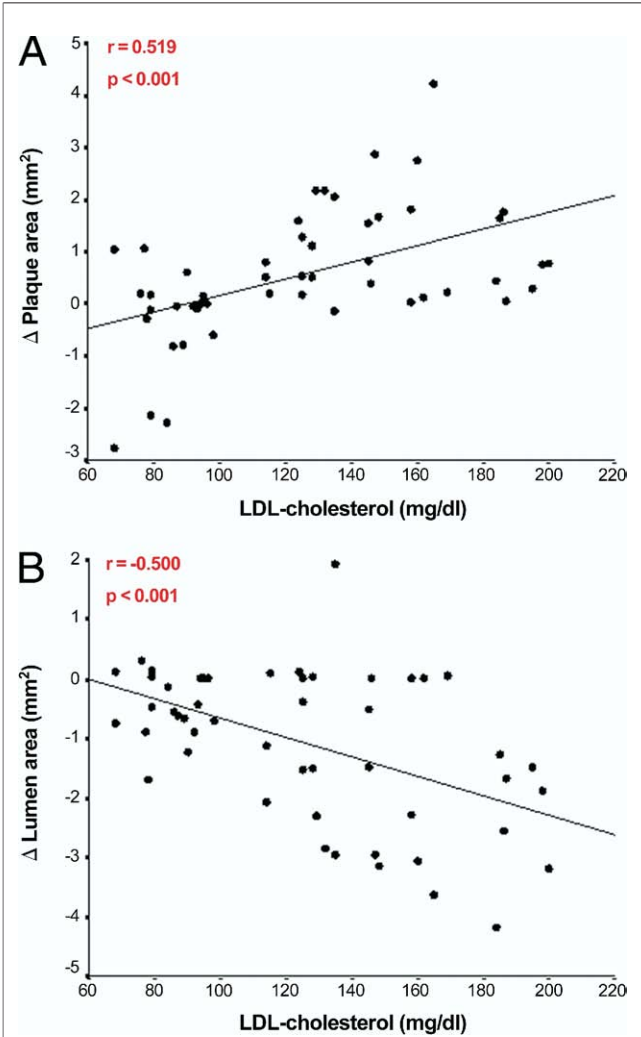 A
r = 0.519
p < 0.001
5
4
3
2
1
0
-1
-2
-3
Δ Plaque area (mm²)
60 80 100 120 140 160 180 200 220
LDL-cholesterol (mg/dl)
B
r = -0.500
p < 0.001
2
1
0
-1
-2
-3
-4
-5
Δ Lumen area (mm²)
60 80 100 120 140 160 180 200 220
LDL-cholesterol (mg/dl)